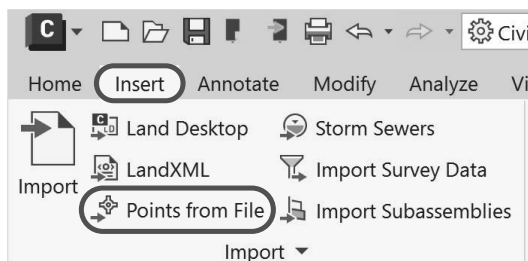 C Civi
Home Insert Annotate Modify Analyze Vi
Import
Land Desktop Storm Sewers
LandXML Import Survey Data
Points from File Import Subassemblies
Import